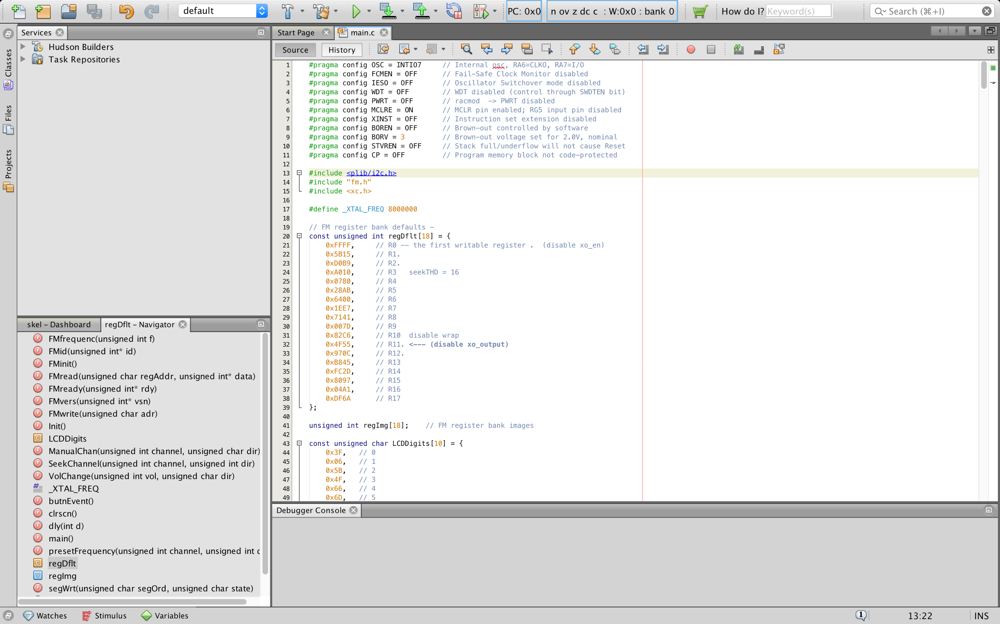 default
PC: 0x0
n ov z dc c : W:0x0 : bank 0
How do I?
Keyword(s)
Search (⌘+I)
Classes
Files
Projects
Services
Hudson Builders
Task Repositories
skel – Dashboard
regDflt – Navigator
FMfrequenc(unsigned int f)
FMid(unsigned int* id)
FMinit()
FMread(unsigned char regAddr, unsigned int* data)
FMready(unsigned int* rdy)
FMvers(unsigned int* vsn)
FMwrite(unsigned char adr)
Init()
LCDDigits
ManualChan(unsigned int channel, unsigned char dir)
SeekChannel(unsigned int channel, unsigned int dir)
VolChange(unsigned int vol, unsigned char dir)
_XTAL_FREQ
butnEvent()
clrscn()
dly(int d)
main()
presetFrequency(unsigned int channel, unsigned int
regDflt
regImg
segWrt(unsigned char segOrd, unsigned char state)
Start Page
main.c
Source
History
1 #pragma config OSC = INTIO7 // Internal osc, RA6=CLKO, RA7=I/O
2 #pragma config FCMEN = OFF // Fail-Safe Clock Monitor disabled
3 #pragma config IESO = OFF // Oscillator Switchover mode disabled
4 #pragma config WDT = OFF // WDT disabled (control through SWDTEN bit)
5 #pragma config PWRT = OFF // racmod -> PWRT disabled
6 #pragma config MCLRE = ON // MCLR pin enabled; RG5 input pin disabled
7 #pragma config XINST = OFF // Instruction set extension disabled
8 #pragma config BOREN = OFF // Brown-out controlled by software
9 #pragma config BORV = 3 // Brown-out voltage set for 2.0V, nominal
10 #pragma config STVREN = OFF // Stack full/underflow will not cause Reset
11 #pragma config CP = OFF // Program memory block not code-protected
12
13 #include <plib/i2c.h>
14 #include "fm.h"
15 #include <xc.h>
16
17 #define _XTAL_FREQ 8000000
18
19 // FM register bank defaults -
20 const unsigned int regDflt[18] = {
21 0xFFFF, // R0 -- the first writable register . (disable xo_en)
22 0x5B15, // R1.
23 0xD0B9, // R2.
24 0xA010, // R3 seekTHD = 16
25 0x0780, // R4
26 0x28AB, // R5
27 0x6400, // R6
28 0x1EE7, // R7
29 0x7141, // R8
30 0x007D, // R9
31 0x82C6, // R10 disable wrap
32 0x4F55, // R11. <--- (disable xo_output)
33 0x970C, // R12.
34 0xB845, // R13
35 0xFC2D, // R14
36 0x8097, // R15
37 0x04A1, // R16
38 0xDF6A // R17
39 };
40
41 unsigned int regImg[18]; // FM register bank images
42
43 const unsigned char LCDDigits[10] = {
44 0x3F, // 0
45 0x06, // 1
46 0x5B, // 2
47 0x4F, // 3
48 0x66, // 4
49 0x6D, // 5
Debugger Console
Watches
Stimulus
Variables
1
13:22
INS